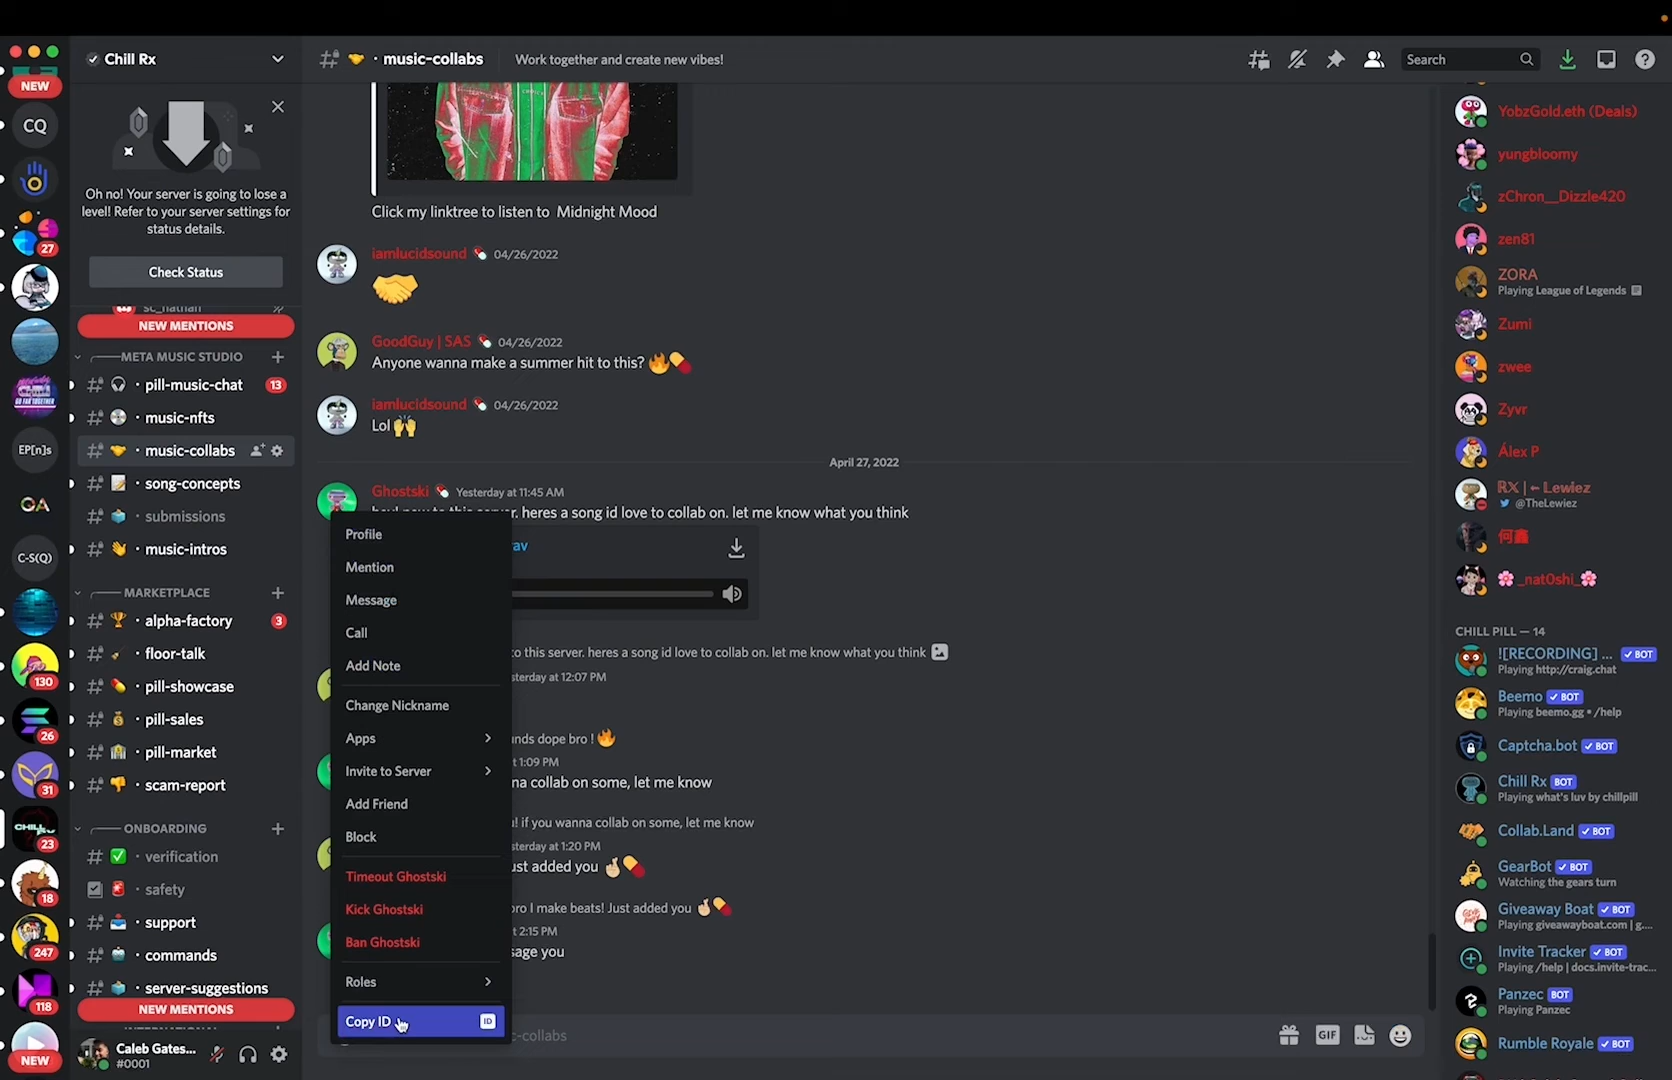 NEW
CQ
27
EP[n]s
GA
C-S(Q)
130
26
31
23
18
247
118
NEW
Chill Rx
Oh no! Your server is going to lose a
level! Refer to your server settings for
status details.
Check Status
sc_nathan
NEW MENTIONS
META MUSIC STUDIO
pill-music-chat 13
music-nfts
music-collabs
song-concepts
submissions
music-intros
MARKETPLACE
alpha-factory 3
floor-talk
pill-showcase
pill-sales
pill-market
scam-report
ONBOARDING
verification
safety
support
commands
server-suggestions
NEW MENTIONS
Caleb Gates...
#0001
# · music-collabs Work together and create new vibes!
Search
Click my linktree to listen to Midnight Mood
iamlucidsound 04/26/2022
GoodGuy | SAS 04/26/2022
Anyone wanna make a summer hit to this?
iamlucidsound 04/26/2022
Lol
April 27, 2022
Ghostski Yesterday at 11:45 AM
. heres a song id love to collab on. let me know what you think
Profile
Mention
Message
Call
Add Note
Change Nickname
Apps
Invite to Server
Add Friend
Block
Timeout Ghostski
Kick Ghostski
Ban Ghostski
Roles
Copy ID ID
av
o this server. heres a song id love to collab on. let me know what you think
sterday at 12:07 PM
nds dope bro !
t 1:09 PM
na collab on some, let me know
! if you wanna collab on some, let me know
sterday at 1:20 PM
ust added you
oro I make beats! Just added you
t 2:15 PM
sage you
c-collabs
GIF
YobzGold.eth (Deals)
yungbloomy
zChron__Dizzle420
zen81
ZORA
Playing League of Legends
Zumi
zwee
Zyvr
Álex P
ℝX | ⇜ 𝕃𝕖𝕨𝕚𝕖𝕫
@TheLewiez
何鑫
🌸 _nat0shi_🌸
CHILL PILL — 14
![RECORDING] ... BOT
Playing http://craig.chat
Beemo BOT
Playing beemo.gg • /help
Captcha.bot BOT
Chill Rx BOT
Playing what's luv by chillpill
Collab.Land BOT
GearBot BOT
Watching the gears turn
Giveaway Boat BOT
Playing giveawayboat.com | g....
Invite Tracker BOT
Playing /help | docs.invite-trac...
Panzec BOT
Playing Panzec
Rumble Royale BOT